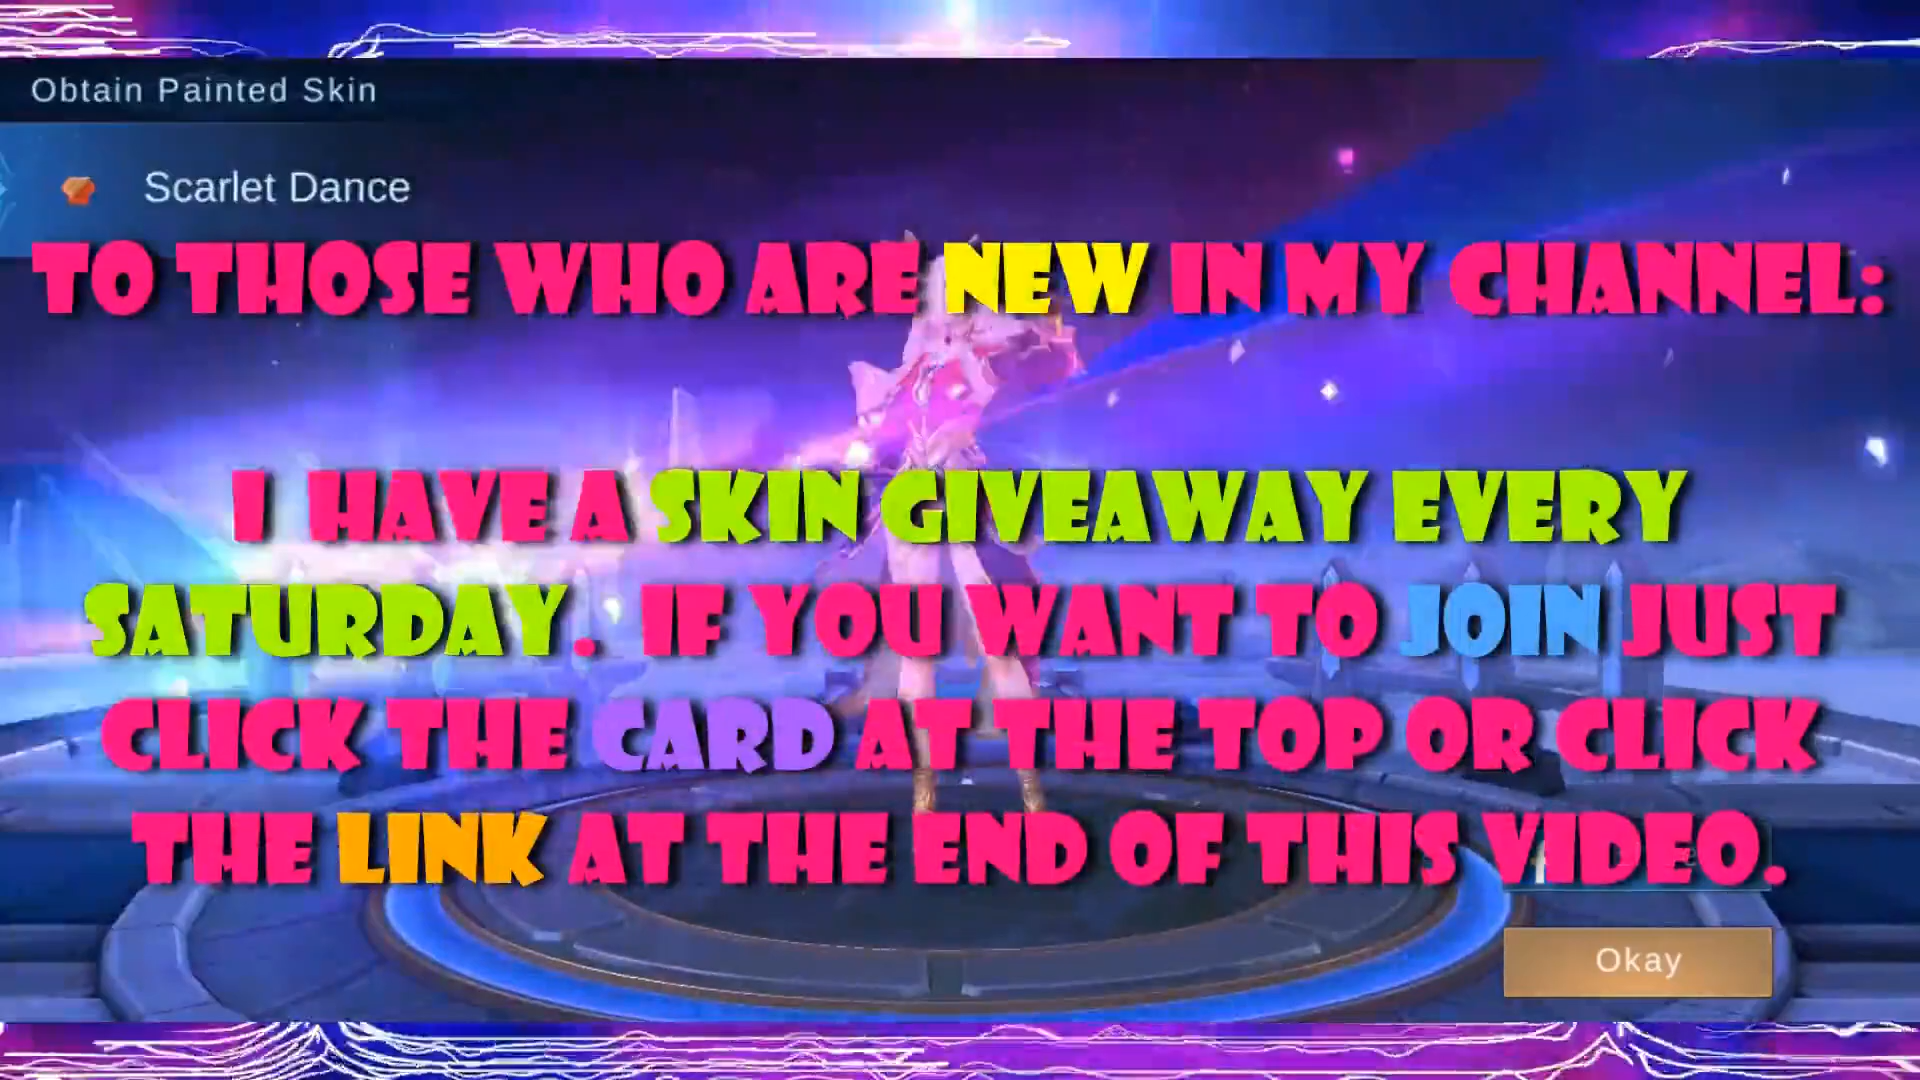 Obtain Painted Skin
Scarlet Dance
TO THOSE WHO ARE NEW IN MY CHANNEL:
I HAVE A SKIN GIVEAWAY EVERY
SATURDAY. IF YOU WANT TO JOIN JUST
CLICK THE CARD AT THE TOP OR CLICK
THE LINK AT THE END OF THIS VIDEO.
Okay